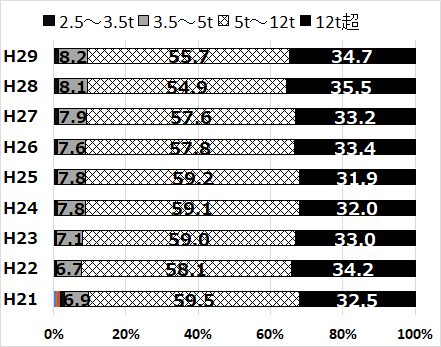 2.5～3.5t 3.5～5t 5t～12t 12t超
H29 8.2 55.7 34.7
H28 8.1 54.9 35.5
H27 7.9 57.6 33.2
H26 7.6 57.8 33.4
H25 7.8 59.2 31.9
H24 7.8 59.1 32.0
H23 7.1 59.0 33.0
H22 6.7 58.1 34.2
H21 6.9 59.5 32.5
0% 20% 40% 60% 80% 100%